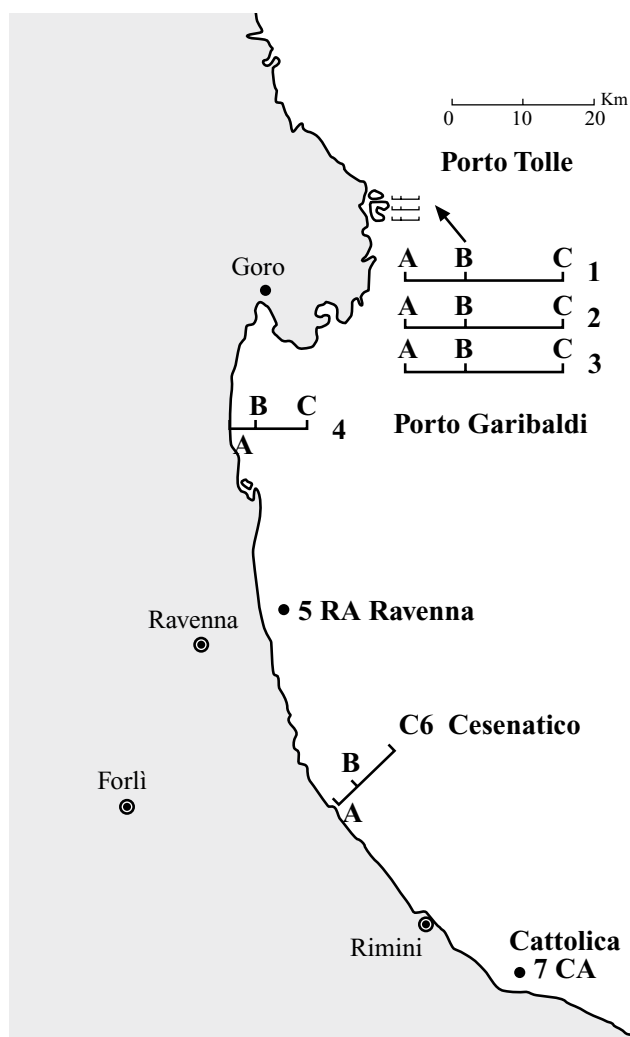 Km
0 10 20
Porto Tolle
A B C 1
Goro
A B C 2
A B C 3
B C 4 Porto Garibaldi
A
5 RA Ravenna
Ravenna
C6 Cesenatico
B
Forlì
A
Rimini
Cattolica
7 CA